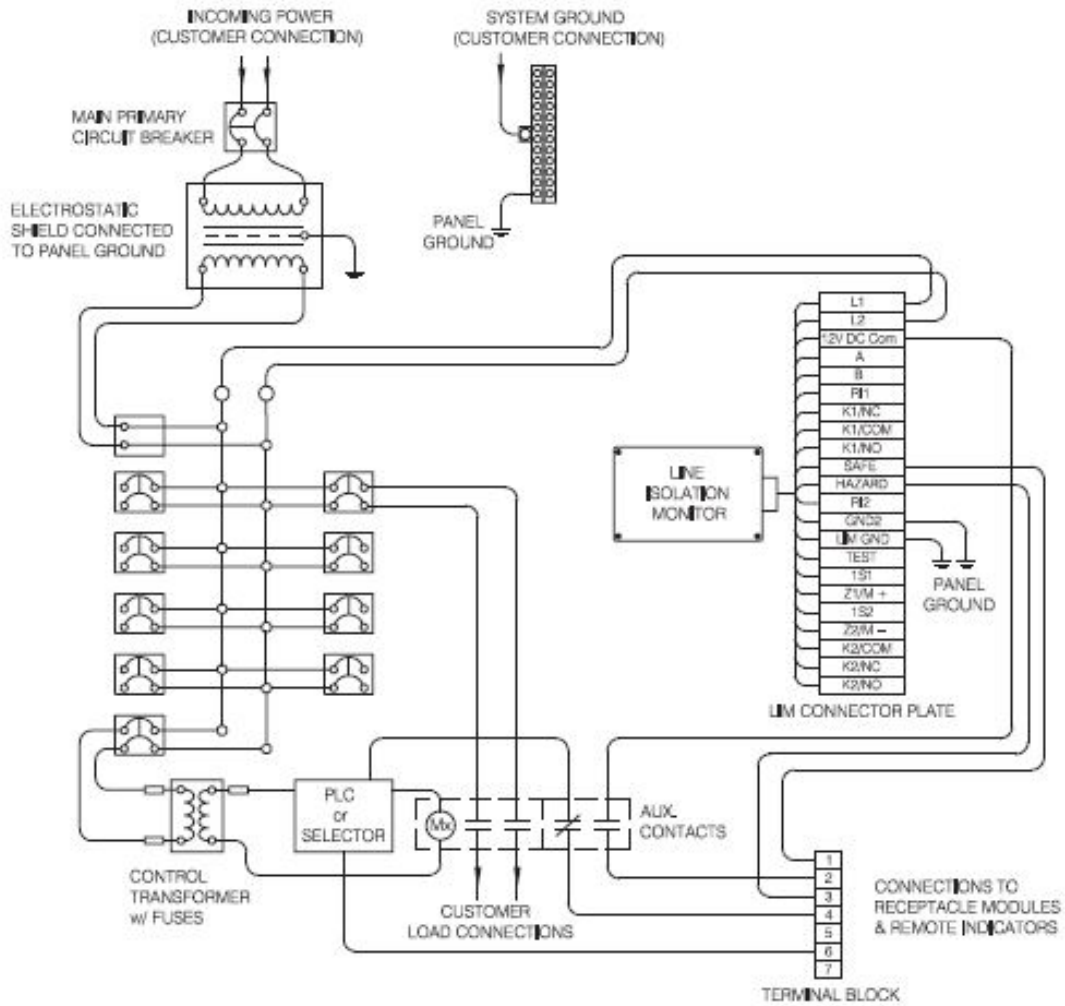 INCOMING POWER
(CUSTOMER CONNECTION)
SYSTEM GROUND
(CUSTOMER CONNECTION)
MAIN PRIMARY
CIRCUIT BREAKER
ELECTROSTATIC
SHIELD CONNECTED
TO PANEL GROUND
PANEL
GROUND
L1
L2
12V DC Com
A
B
RI1
K1/NC
K1/COM
K1/NO
SAFE
HAZARD
RI2
GND2
LIM GND
TEST
1S1
Z1/M +
1S2
Z2/M –
K2/COM
K2/NC
K2/NO
LINE
ISOLATION
MONITOR
PANEL
GROUND
LIM CONNECTOR PLATE
PLC
or
SELECTOR
Mx
AUX.
CONTACTS
CONTROL
TRANSFORMER
w/ FUSES
CUSTOMER
LOAD CONNECTIONS
1
2
3
4
5
6
7
CONNECTIONS TO
RECEPTACLE MODULES
& REMOTE INDICATORS
TERMINAL BLOCK